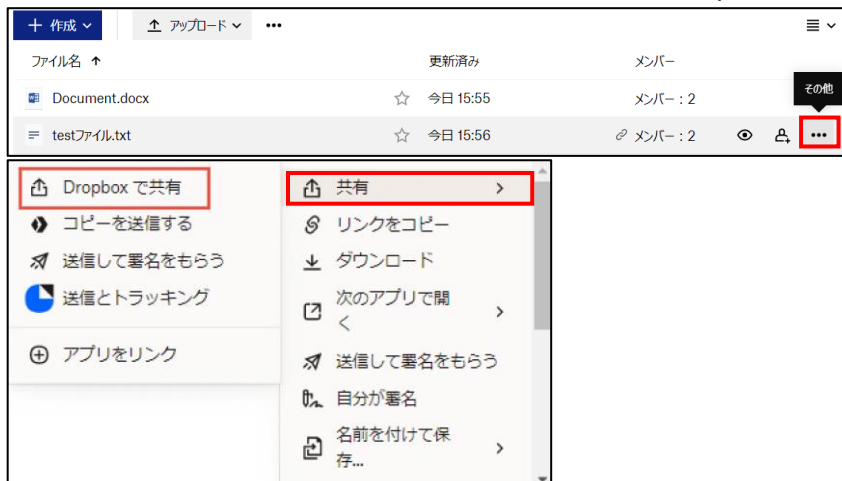 作成
アップロード
ファイル名
更新済み
メンバー
その他
Document.docx
今日 15:55
メンバー : 2
testファイル.txt
今日 15:56
メンバー : 2
Dropbox で共有
コピーを送信する
送信して署名をもらう
送信とトラッキング
アプリをリンク
共有
リンクをコピー
ダウンロード
次のアプリで開
く
送信して署名をもらう
自分が署名
名前を付けて保
存...